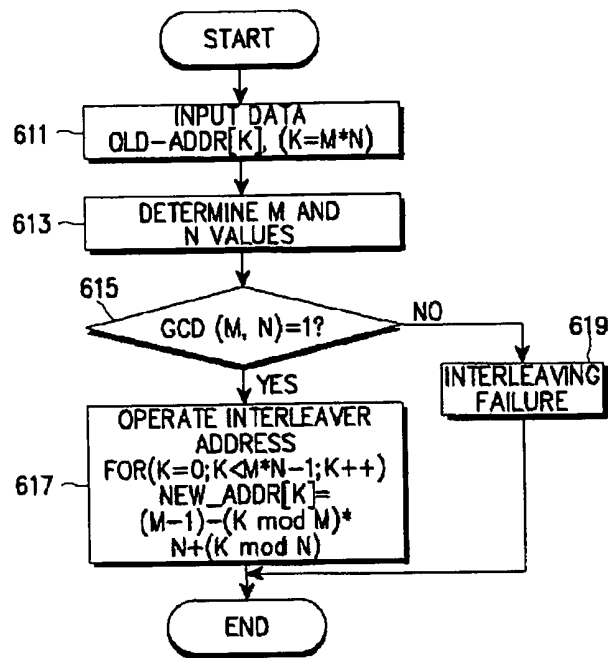 START
611
INPUT DATA
OLD-ADDR[K], (K=M*N)
613
DETERMINE M AND
N VALUES
615
GCD (M, N)=1?
NO
619
INTERLEAVING
FAILURE
YES
617
OPERATE INTERLEAVER
ADDRESS
FOR(K=0;K<M*N-1;K++)
NEW_ADDR[K]=
(M-1)-(K mod M)*
N+(K mod N)
END